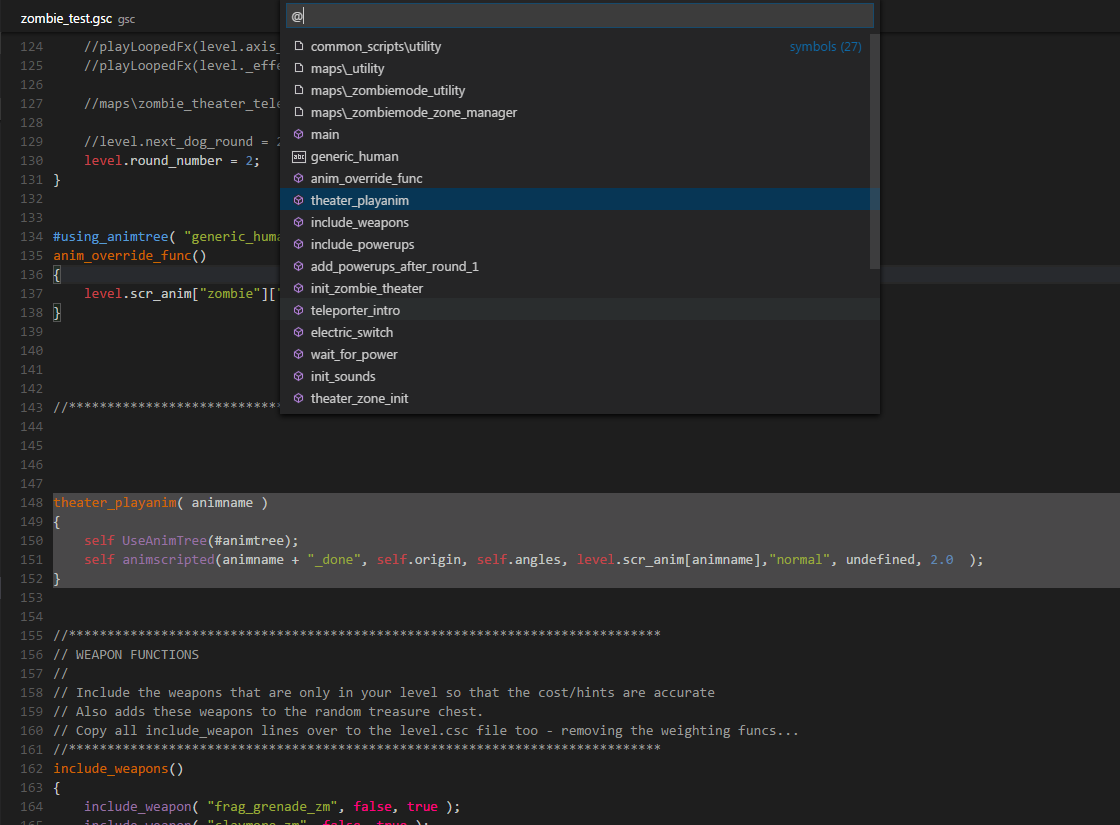 zombie_test.gsc gsc
@
common_scripts\utility symbols (27)
maps\_utility
maps\_zombiemode_utility
maps\_zombiemode_zone_manager
main
abc generic_human
anim_override_func
theater_playanim
include_weapons
include_powerups
add_powerups_after_round_1
init_zombie_theater
teleporter_intro
electric_switch
wait_for_power
init_sounds
theater_zone_init
124 //playLoopedFx(level.axis_
125 //playLoopedFx(level._effe
126
127 //maps\zombie_theater_tele
128
129 //level.next_dog_round = 2
130 level.round_number = 2;
131 }
132
133
134 #using_animtree( "generic_huma
135 anim_override_func()
136 {
137 level.scr_anim["zombie"]["
138 }
139
140
141
142
143 //*****************************
144
145
146
147
148 theater_playanim( animname )
149 {
150 self UseAnimTree(#animtree);
151 self animscripted(animname + "_done", self.origin, self.angles, level.scr_anim[animname],"normal", undefined, 2.0 );
152 }
153
154
155 //*****************************************************************************
156 // WEAPON FUNCTIONS
157 //
158 // Include the weapons that are only in your level so that the cost/hints are accurate
159 // Also adds these weapons to the random treasure chest.
160 // Copy all include_weapon lines over to the level.csc file too - removing the weighting funcs...
161 //*****************************************************************************
162 include_weapons()
163 {
164 include_weapon( "frag_grenade_zm", false, true );
165 include_weapon( "claymore_zm", false, true );